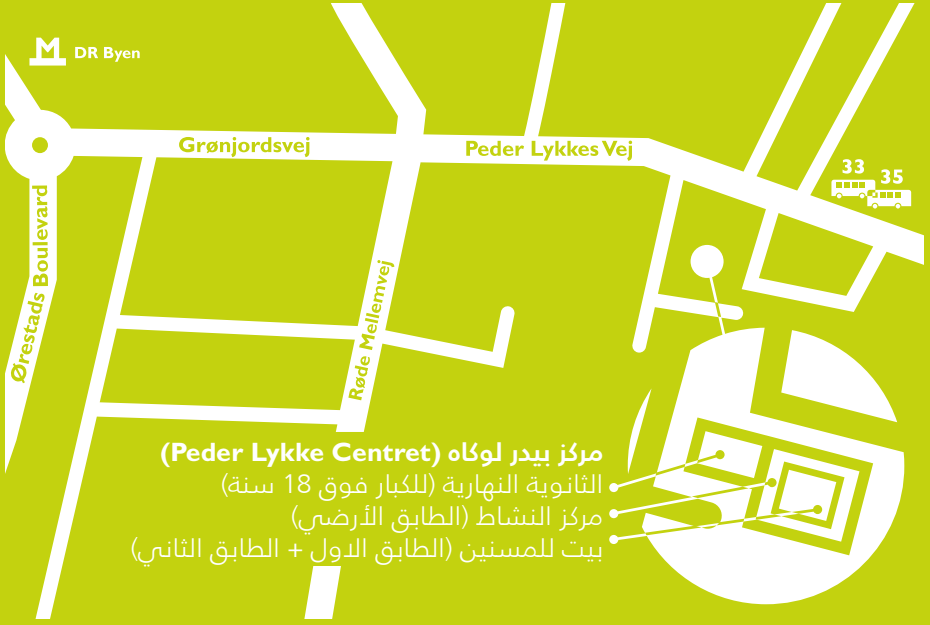 M DR Byen
Grønjordsvej
Peder Lykkes Vej
33
35
Ørestads Boulevard
Røde Mellemvej
مركز بيدر لوكاه (Peder Lykke Centret)
الثانوية النهارية (للكبار فوق 18 سنة)
مركز النشاط (الطابق الأرضي)
بيت للمسنين (الطابق الاول + الطابق الثاني)